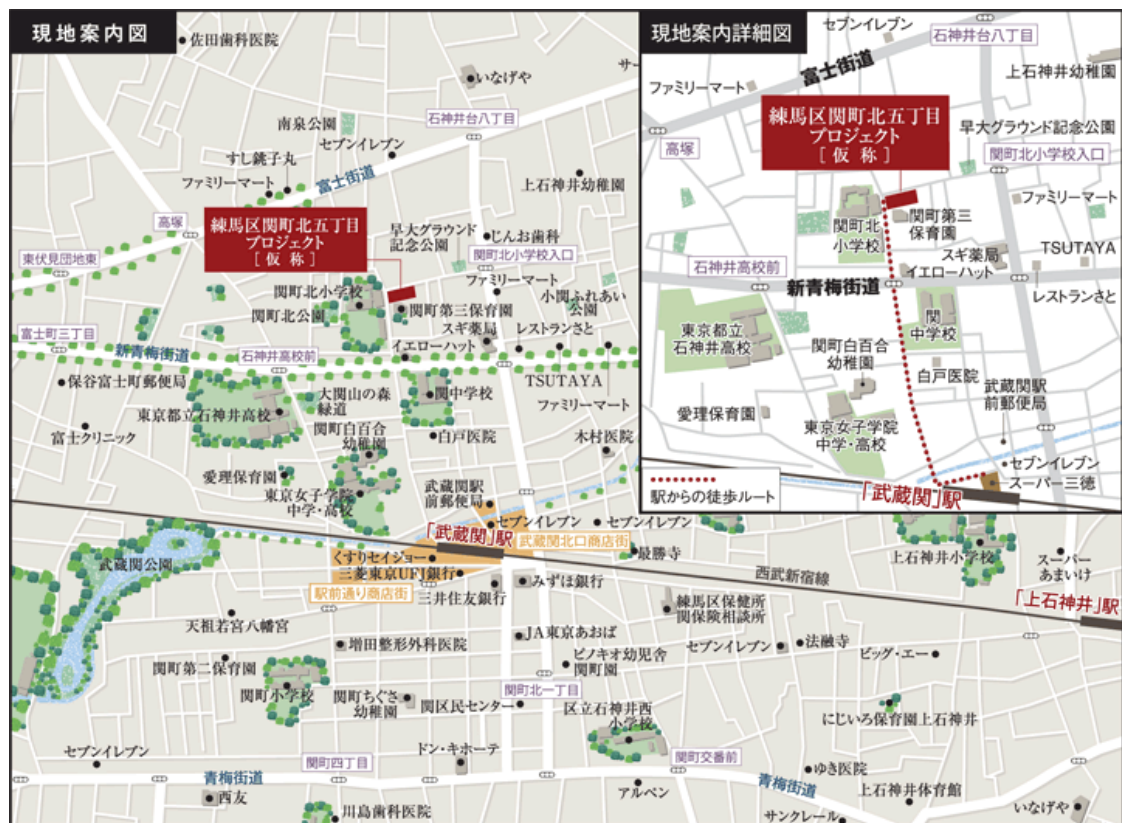 現地案内図
佐田歯科医院
いなげや
サー
南泉公園
石神井台八丁目
セブンイレブン
すし銚子丸
ファミリーマート
富士街道
上石神井幼稚園
高塚
練馬区関町北五丁目
プロジェクト
[仮称]
早大グラウンド
記念公園
じんお歯科
東伏見団地東
関町北小学校入口
ファミリーマート
関町北小学校
関町北公園
関町第三保育園
小関ふれあい
公園
スギ薬局
レストランさと
富士町三丁目
新青梅街道
石神井高校前
イエローハット
保谷富士町郵便局
TSUTAYA
東京都立石神井高校
大関山の森
緑道
関中学校
ファミリーマート
富士クリニック
関町白百合
幼稚園
白戸医院
木村医院
愛理保育園
東京女子学院
中学・高校
武蔵関駅
前郵便局
セブンイレブン
セブンイレブン
「武蔵関」駅
武蔵関北口商店街
武蔵関公園
くすりセイジョー
最勝寺
上石神井小学校
スーパー
あまいけ
三菱東京UFJ銀行
駅前通り商店街
三井住友銀行
みずほ銀行
西武新宿線
「上石神井」駅
天祖若宮八幡宮
練馬区保健所
関保険相談所
増田整形外科医院
JA東京あおば
セブンイレブン
法融寺
ビッグ・エー
関町第二保育園
ピノキオ幼児舎
関町園
関町小学校
関町ちぐさ
幼稚園
関町北一丁目
関区民センター
区立石神井西
小学校
にじいろ保育園上石神井
セブンイレブン
ドン・キホーテ
関町交番前
青梅街道
関町四丁目
ゆき医院
西友
アルペン
青梅街道
上石神井体育館
川島歯科医院
サンクレール
いなげや
現地案内詳細図
セブンイレブン
石神井台八丁目
富士街道
上石神井幼稚園
ファミリーマート
練馬区関町北五丁目
プロジェクト
[仮称]
早大グラウンド記念公園
高塚
関町北小学校入口
関町北
小学校
関町第三
保育園
ファミリーマート
スギ薬局
イエローハット
TSUTAYA
石神井高校前
新青梅街道
レストランさと
東京都立
石神井高校
関
中学校
関町白百合
幼稚園
白戸医院
武蔵関駅
前郵便局
愛理保育園
東京女子学院
中学・高校
セブンイレブン
スーパー三徳
駅からの徒歩ルート
「武蔵関」駅